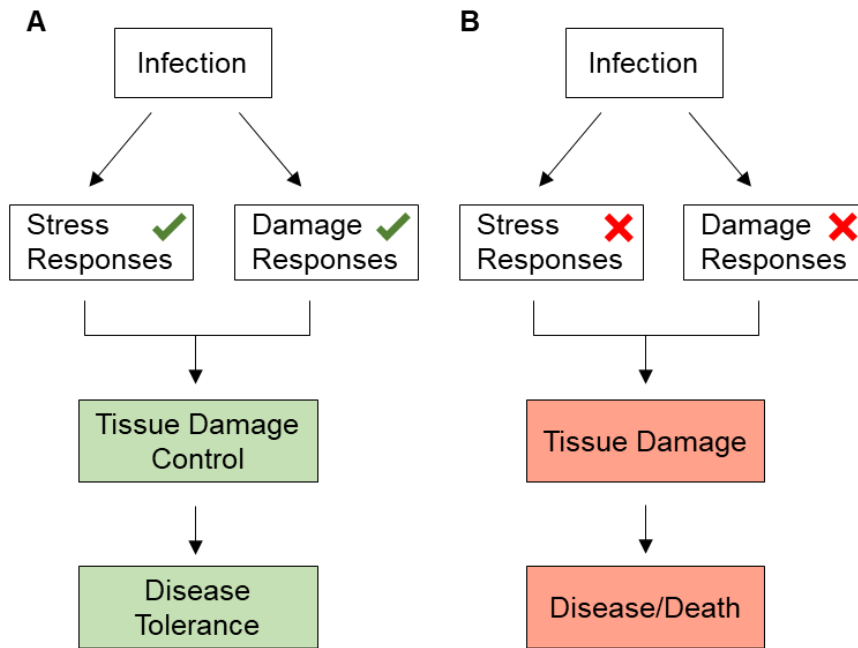 A
Infection
Stress
Responses
Damage
Responses
Tissue Damage
Control
Disease
Tolerance
B
Infection
Stress
Responses
Damage
Responses
Tissue Damage
Disease/Death